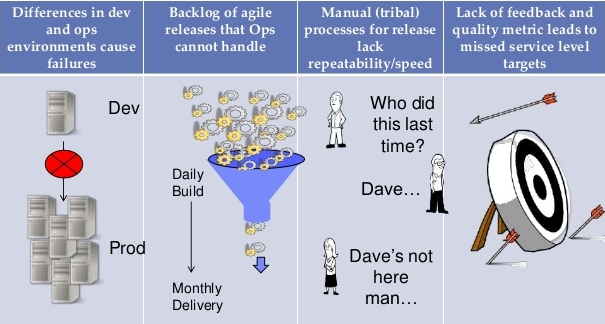 Differences in dev
and ops
environments cause
failures
Backlog of agile
releases that Ops
cannot handle
Manual (tribal)
processes for release
lack
repeatability/speed
Lack of feedback and
quality metric leads to
missed service level
targets
Dev
Prod
Daily
Build
Monthly
Delivery
Who did
this last
time?
Dave...
Dave's not
here
man...